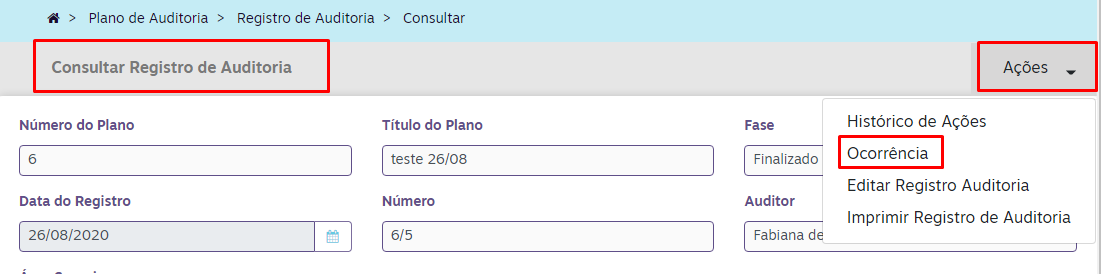 > Plano de Auditoria > Registro de Auditoria > Consultar
Consultar Registro de Auditoria
Ações
Histórico de Ações
Ocorrência
Editar Registro Auditoria
Imprimir Registro de Auditoria
Número do Plano
Título do Plano
Fase
6
teste 26/08
Finalizado
Data do Registro
Número
Auditor
26/08/2020
6/5
Fabiana de